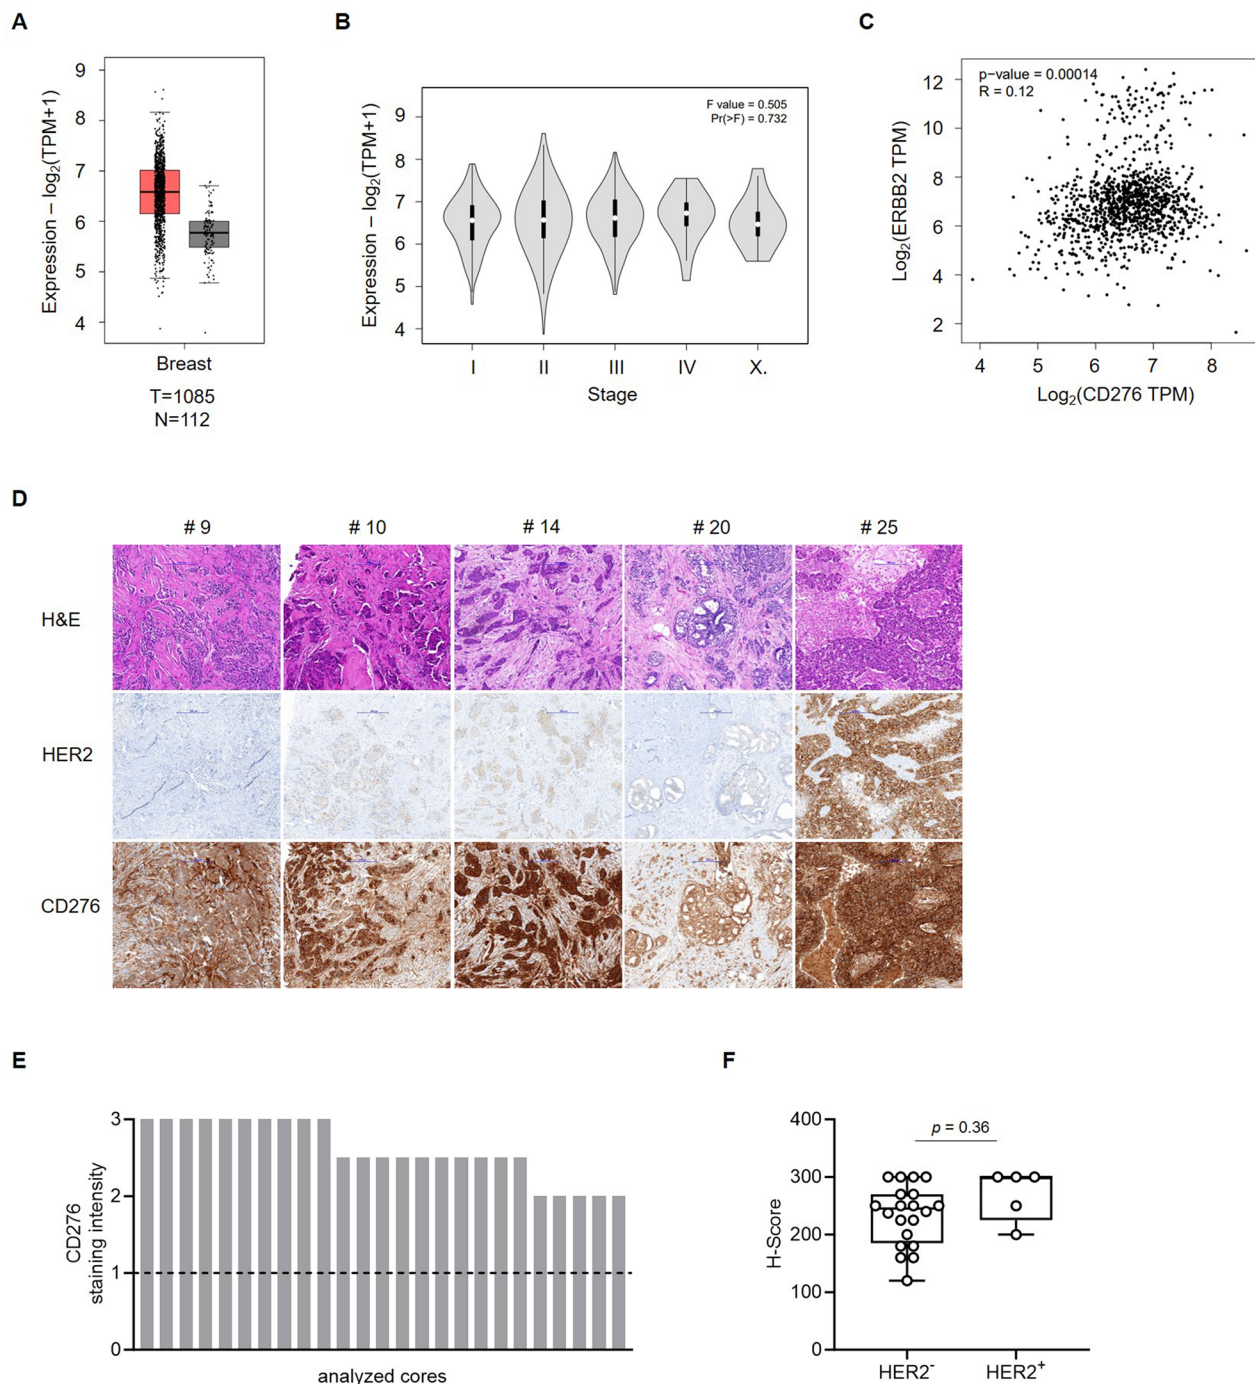 A
Expression – log₂(TPM+1)
9
8
7
6
5
4
Breast
T=1085
N=112
B
Expression – log₂(TPM+1)
9
8
7
6
5
4
F value = 0.505
Pr(>F) = 0.732
I II III IV X.
Stage
C
Log₂(ERBB2 TPM)
12
10
8
6
4
2
p−value = 0.00014
R = 0.12
4 5 6 7 8
Log₂(CD276 TPM)
D
# 9 # 10 # 14 # 20 # 25
H&E
HER2
CD276
E
CD276
staining intensity
3
2
1
0
analyzed cores
F
H-Score
400
300
200
100
0
p = 0.36
HER2⁻ HER2⁺